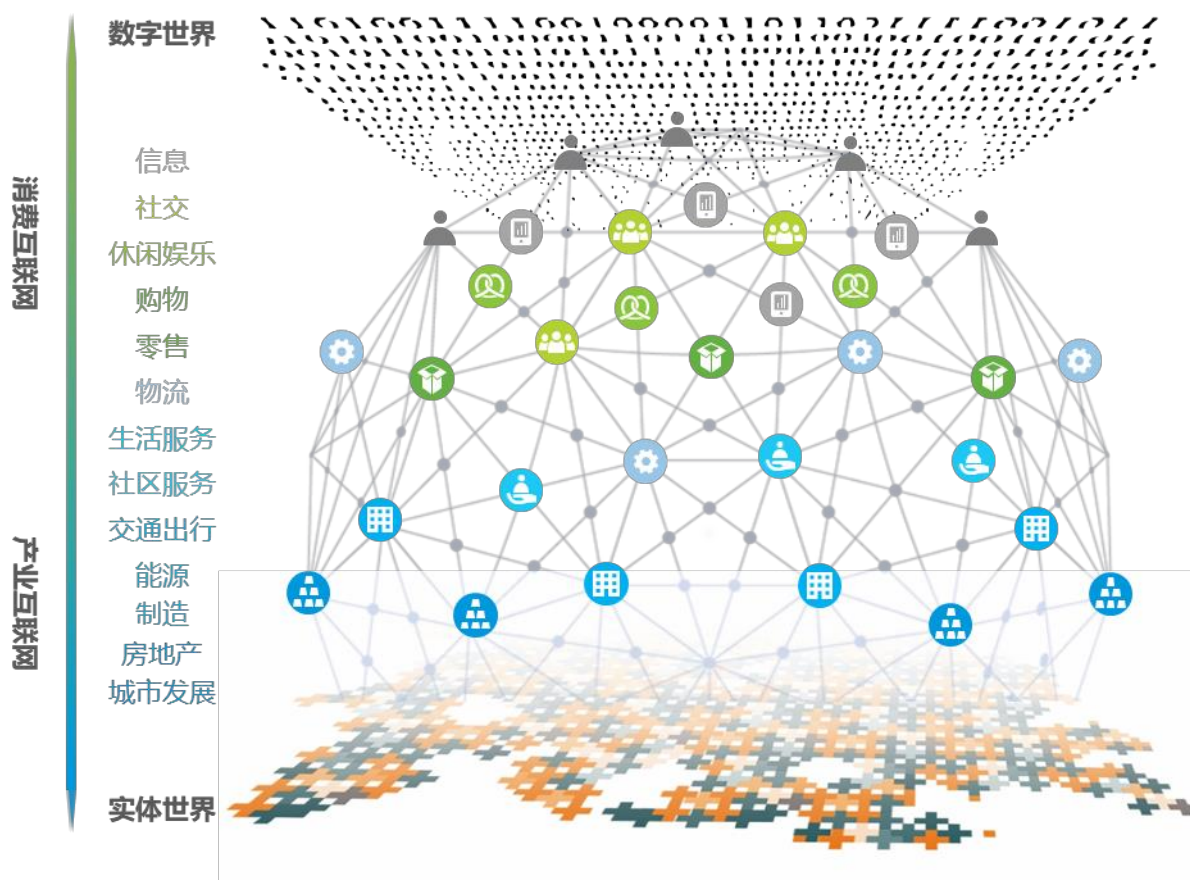 数字世界
消费互联网
信息
社交
休闲娱乐
购物
零售
物流
生活服务
社区服务
交通出行
产业互联网
能源
制造
房地产
城市发展
实体世界